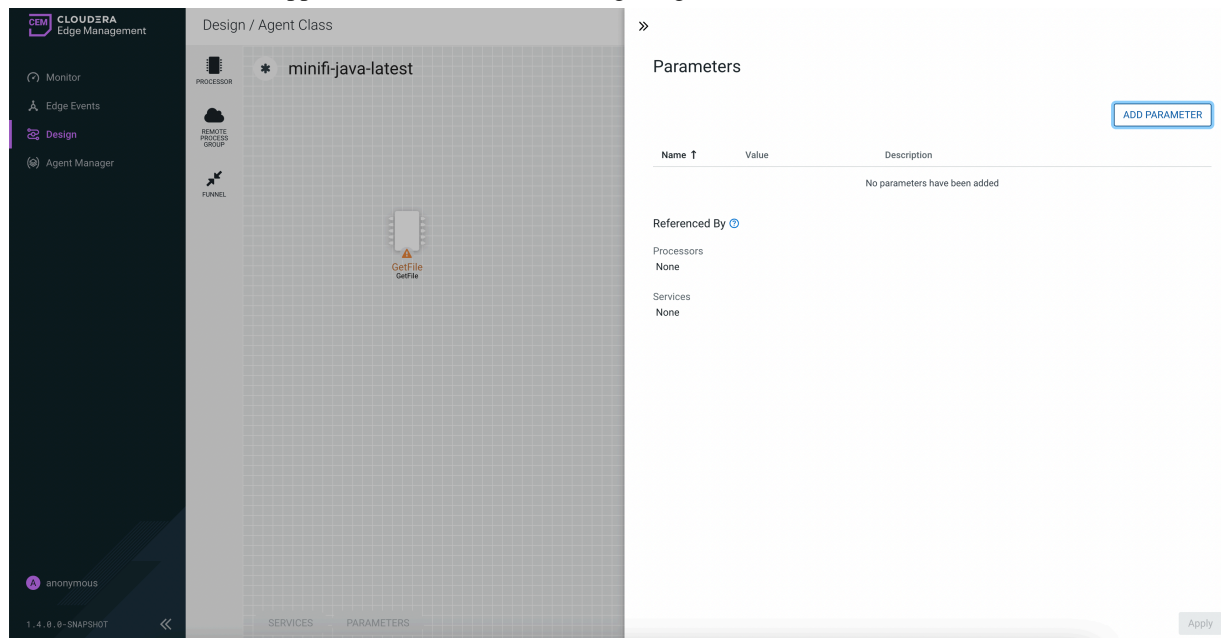 CEM CLOUDERA
Edge Management
Monitor
Edge Events
Design
Agent Manager
A anonymous
1.4.0.0-SNAPSHOT
Design / Agent Class
PROCESSOR
REMOTE
PROCESS
GROUP
FUNNEL
minifi-java-latest
GetFile
GetFile
SERVICES PARAMETERS
Parameters
ADD PARAMETER
Name ↑ Value Description
No parameters have been added
Referenced By ?
Processors
None
Services
None
Apply